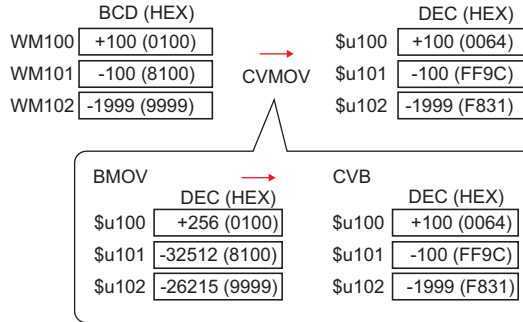 BCD (HEX) DEC (HEX)
WM100 +100 (0100) $u100 +100 (0064)
WM101 -100 (8100) CVMOV $u101 -100 (FF9C)
WM102 -1999 (9999) $u102 -1999 (F831)
BMOV CVB
DEC (HEX) DEC (HEX)
$u100 +256 (0100) $u100 +100 (0064)
$u101 -32512 (8100) $u101 -100 (FF9C)
$u102 -26215 (9999) $u102 -1999 (F831)